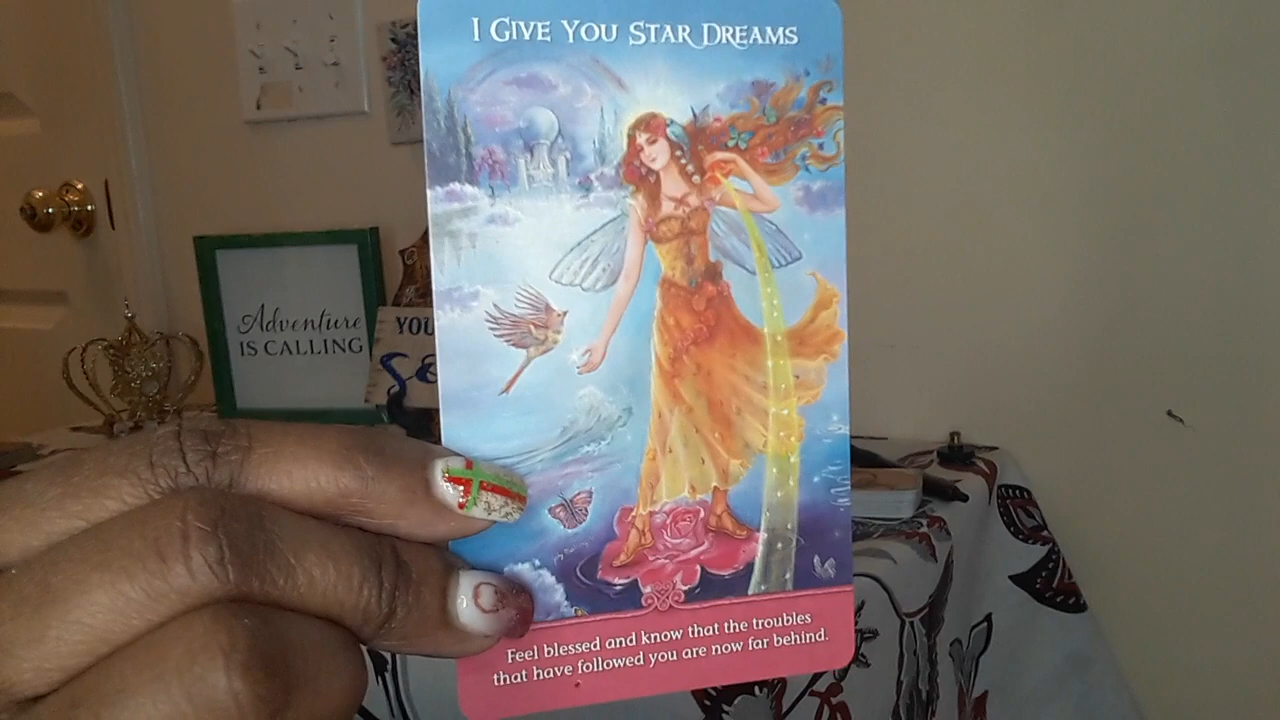 I Give You Star Dreams
Adventure
IS CALLING
YOU
Feel blessed and know that the troubles
that have followed you are now far behind.